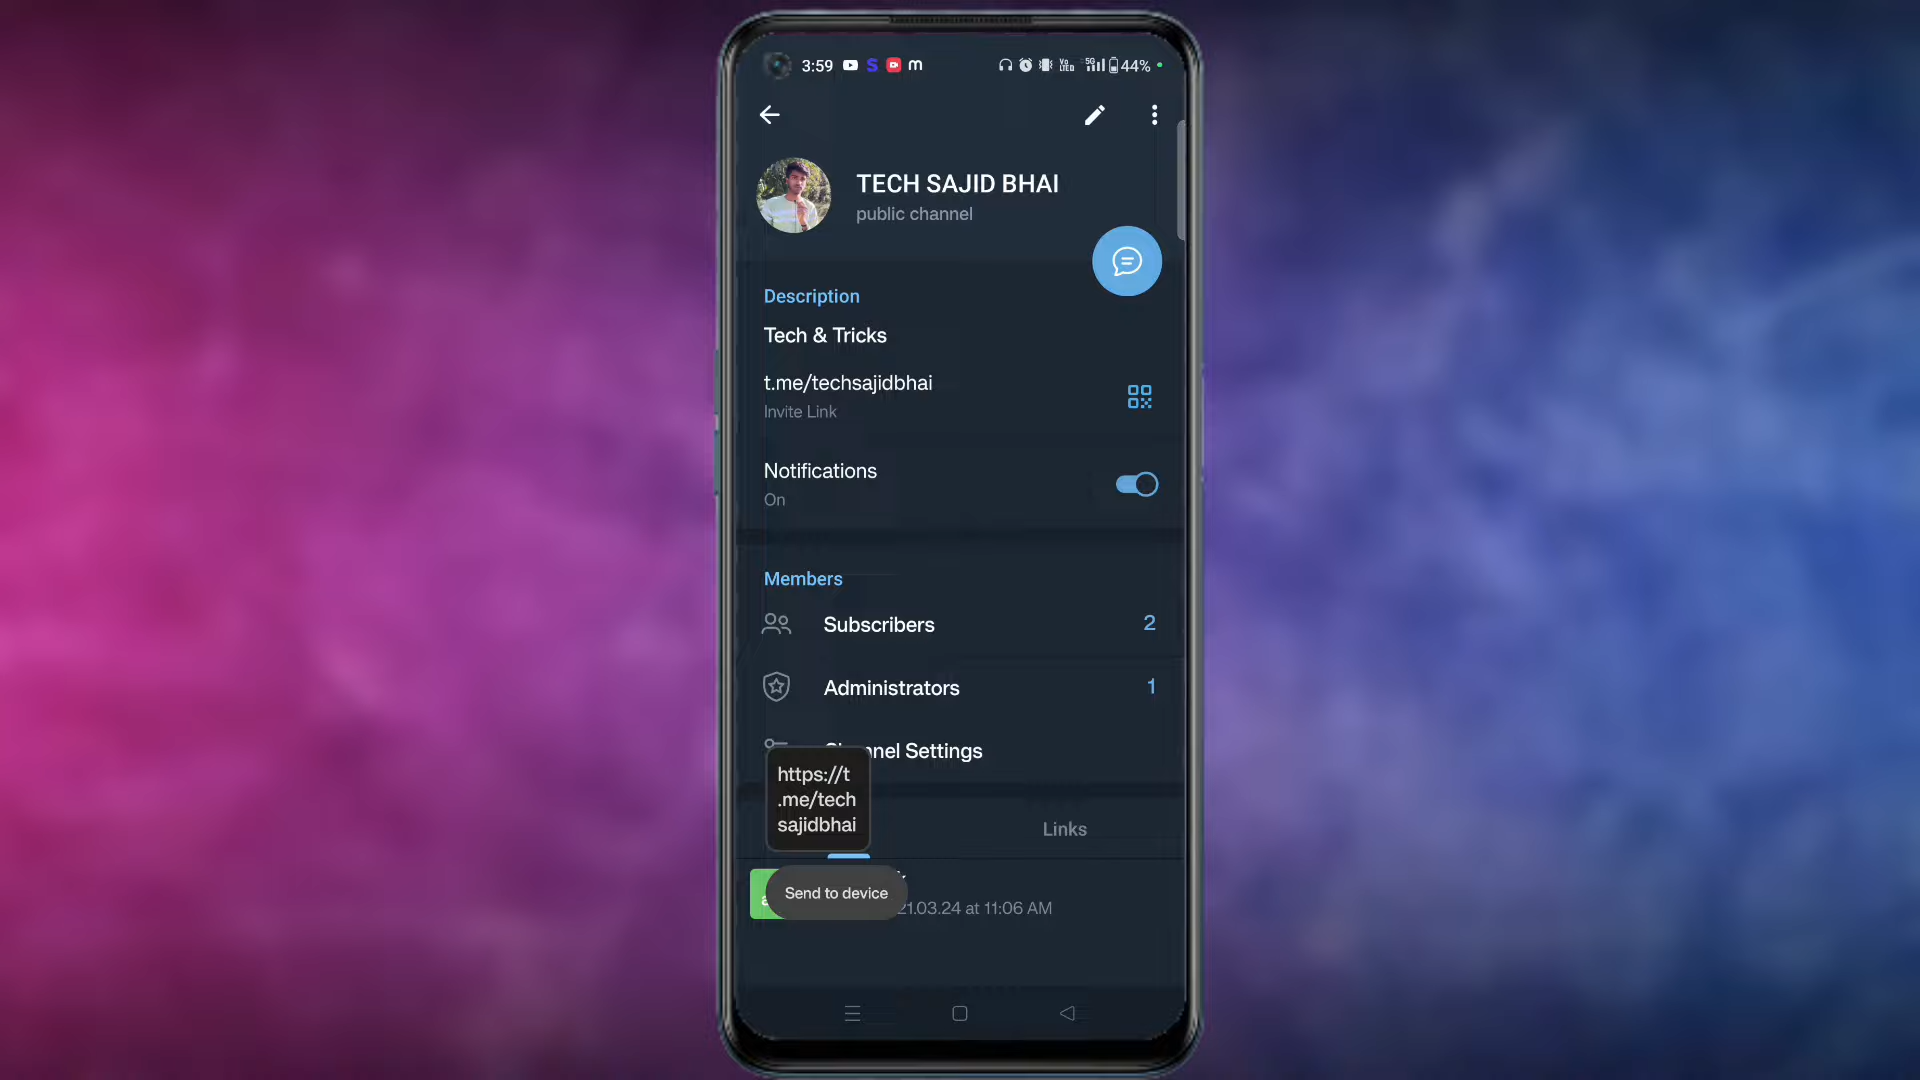 3:59
44%
TECH SAJID BHAI
public channel
Description
Tech & Tricks
t.me/techsajidbhai
Invite Link
Notifications
On
Members
Subscribers 2
Administrators 1
nnel Settings
https://t
.me/tech
sajidbhai
Links
Send to device
21.03.24 at 11:06 AM